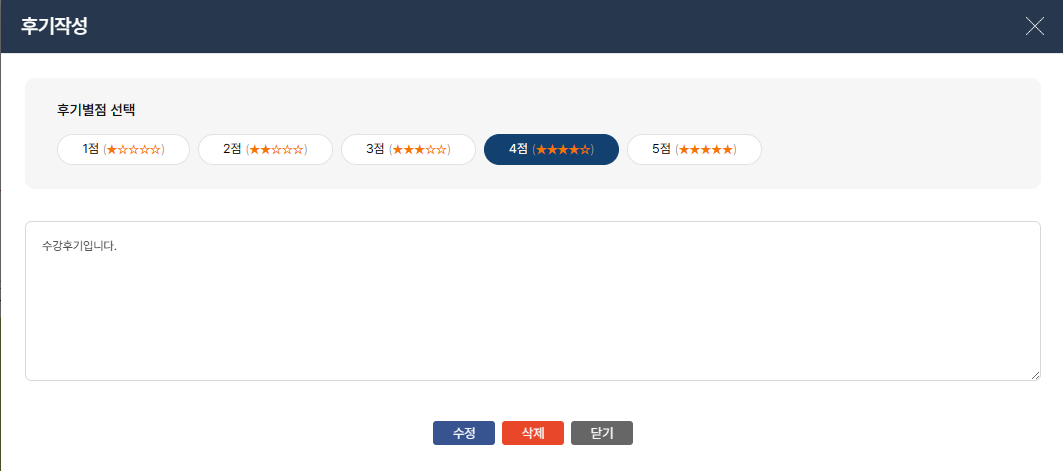 후기작성
후기별점 선택
1점 (★☆☆☆☆) 2점 (★★☆☆☆) 3점 (★★★☆☆) 4점 (★★★★☆) 5점 (★★★★★)
수강후기입니다.
수정 삭제 닫기